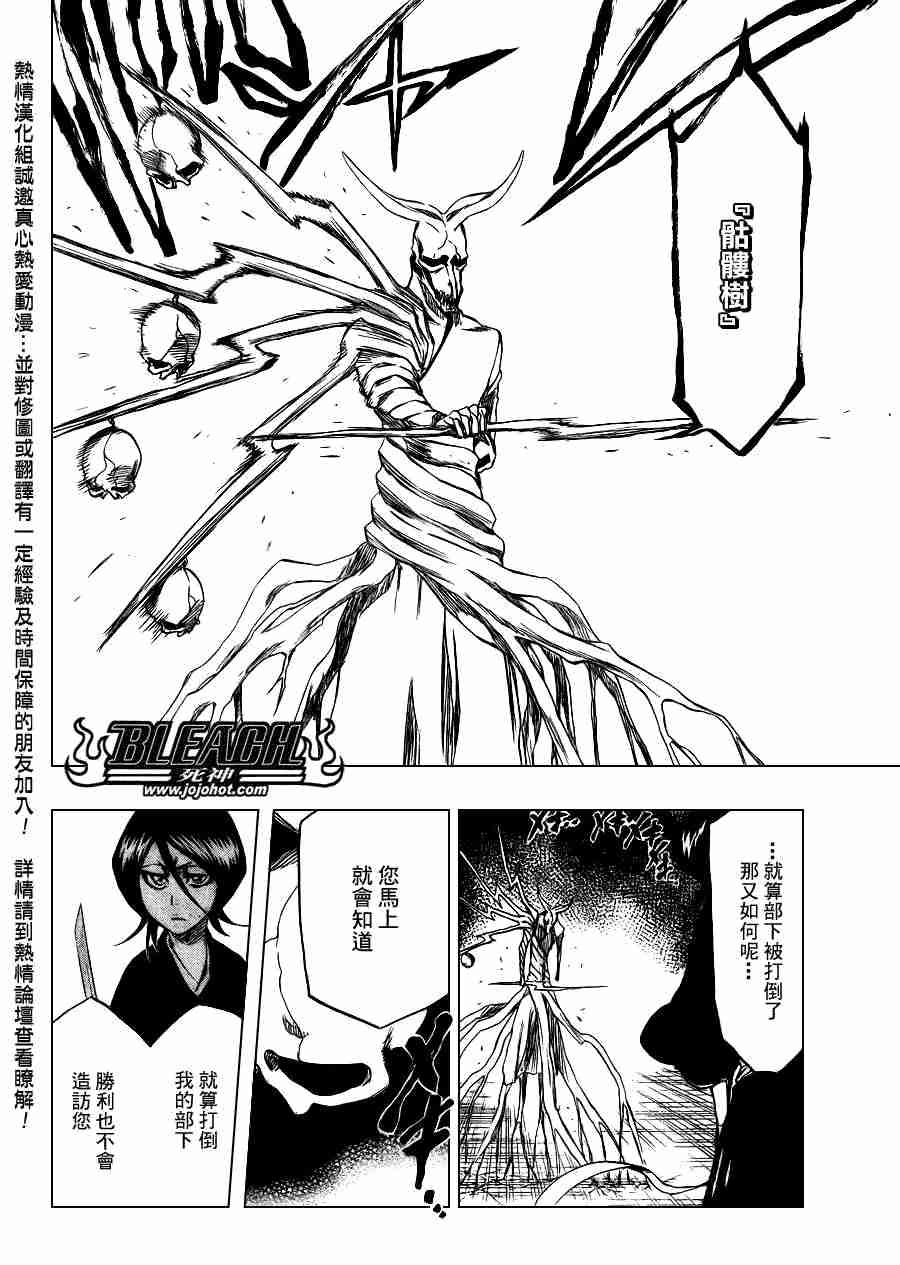 『骷髏樹』
…就算部下被打倒了
那又如何呢…
您馬上
就會知道
就算打倒
我的部下
勝利也不會
造訪您
BLEACH
死神
www.jojohot.com
熱情漢化組誠邀真心熱愛動漫…並對修圖或翻譯有一定經驗及時間保障的朋友加入！ 詳情請到熱情論壇查看瞭解！